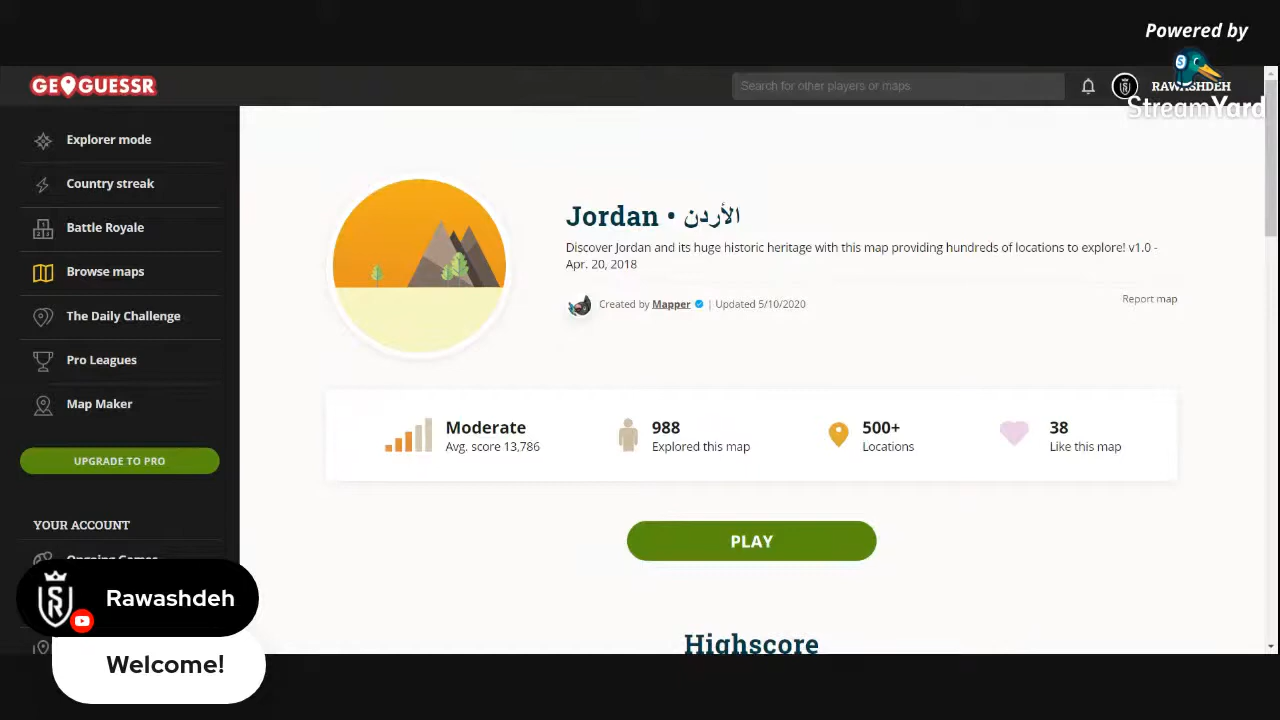 Powered by
StreamYard
GEOGUESSR
Search for other players or maps
RAWASHDEH
Explorer mode
Country streak
Battle Royale
Browse maps
The Daily Challenge
Pro Leagues
Map Maker
UPGRADE TO PRO
YOUR ACCOUNT
Ongoing Games
Jordan • الأردن
Discover Jordan and its huge historic heritage with this map providing hundreds of locations to explore! v1.0 -
Apr. 20, 2018
Created by Mapper | Updated 5/10/2020
Report map
Moderate
Avg. score 13,786
988
Explored this map
500+
Locations
38
Like this map
PLAY
Highscore
Rawashdeh
Welcome!